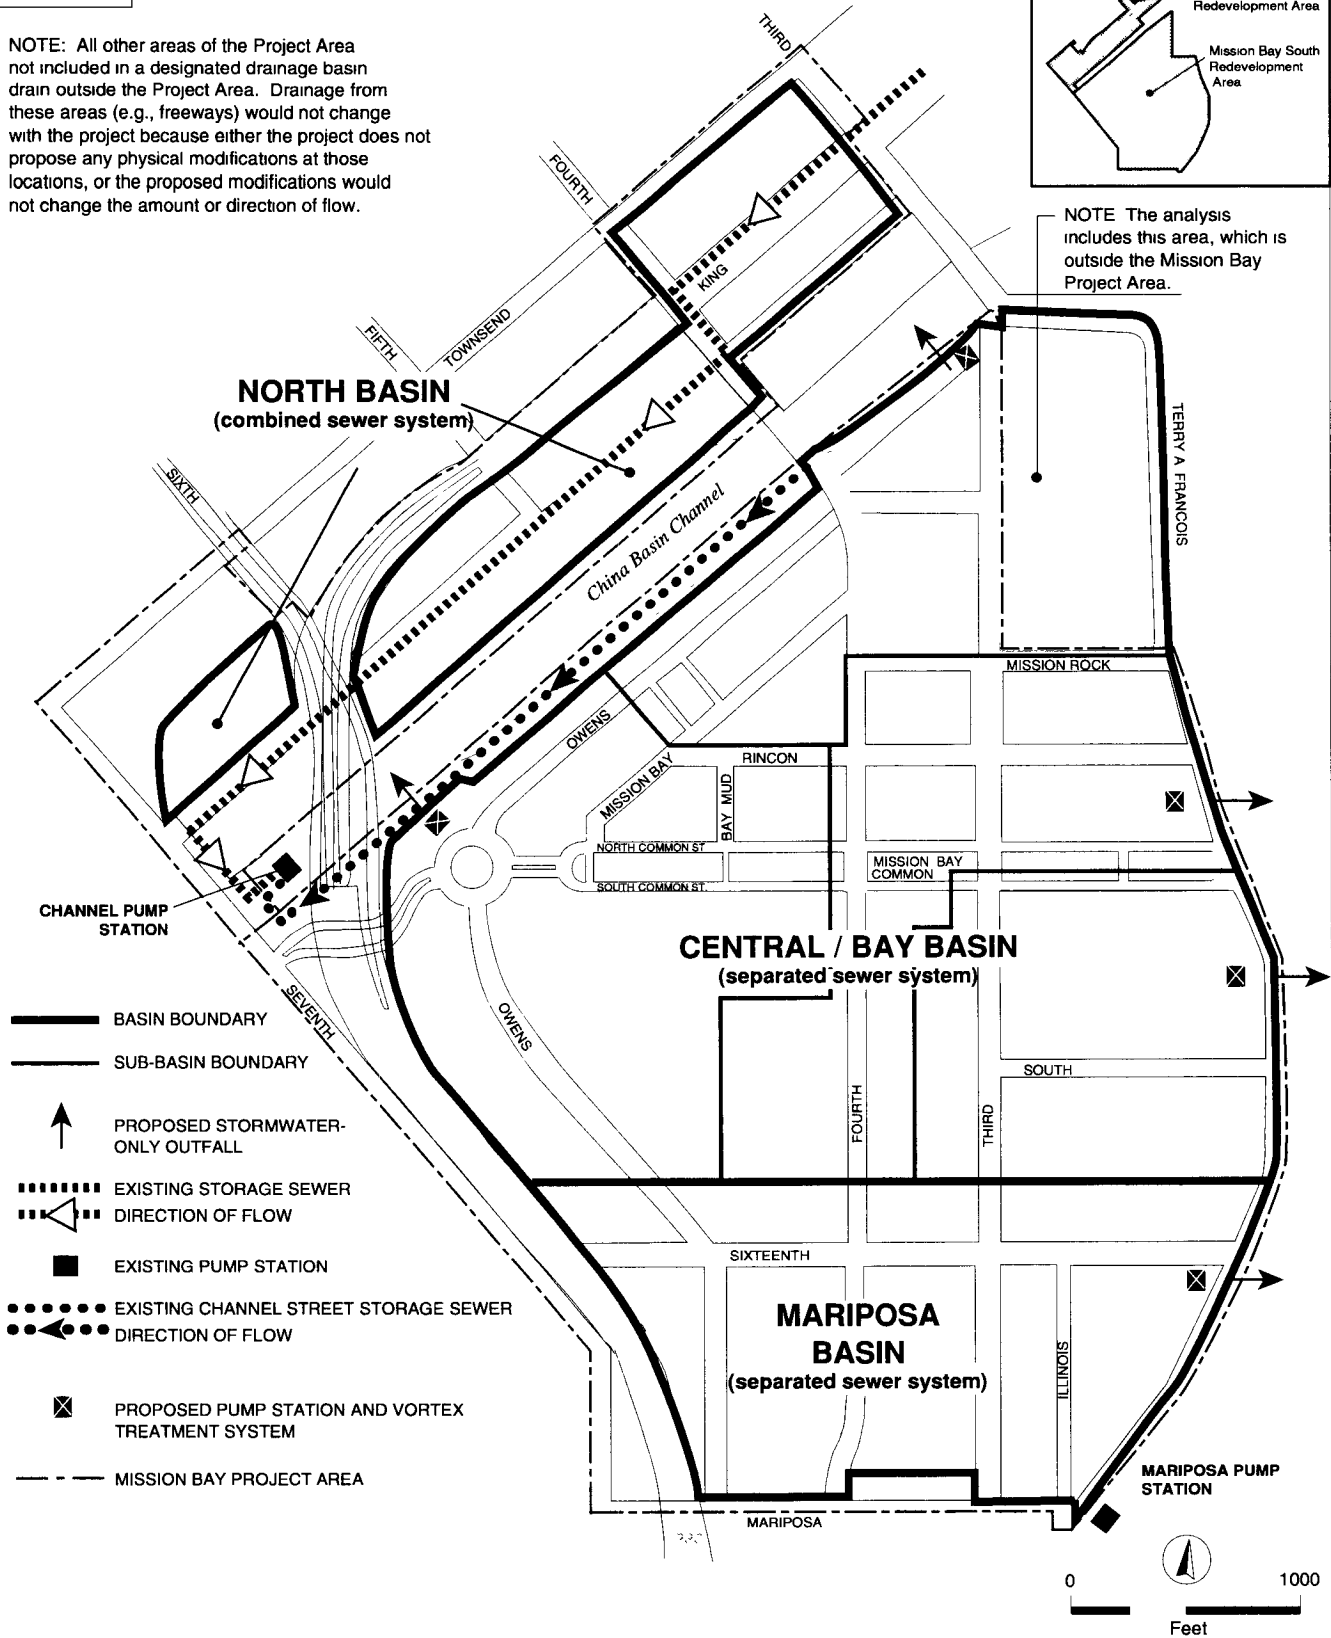 NOTE: All other areas of the Project Area
not included in a designated drainage basin
drain outside the Project Area. Drainage from
these areas (e.g., freeways) would not change
with the project because either the project does not
propose any physical modifications at those
locations, or the proposed modifications would
not change the amount or direction of flow.
Redevelopment Area
Mission Bay South
Redevelopment
Area
NOTE The analysis
includes this area, which is
outside the Mission Bay
Project Area.
THIRD
FOURTH
KING
TOWNSEND
FIFTH
NORTH BASIN
(combined sewer system)
SIXTH
China Basin Channel
TERRY A FRANCOIS
MISSION ROCK
OWENS
RINCON
MISSION BAY
BAY MUD
NORTH COMMON ST
MISSION BAY
COMMON
SOUTH COMMON ST.
CHANNEL PUMP
STATION
CENTRAL / BAY BASIN
(separated sewer system)
SEVENTH
OWENS
SOUTH
FOURTH
THIRD
BASIN BOUNDARY
SUB-BASIN BOUNDARY
PROPOSED STORMWATER-
ONLY OUTFALL
EXISTING STORAGE SEWER
DIRECTION OF FLOW
EXISTING PUMP STATION
EXISTING CHANNEL STREET STORAGE SEWER
DIRECTION OF FLOW
PROPOSED PUMP STATION AND VORTEX
TREATMENT SYSTEM
MISSION BAY PROJECT AREA
SIXTEENTH
MARIPOSA
BASIN
(separated sewer system)
ILLINOIS
MARIPOSA PUMP
STATION
MARIPOSA
0 1000
Feet